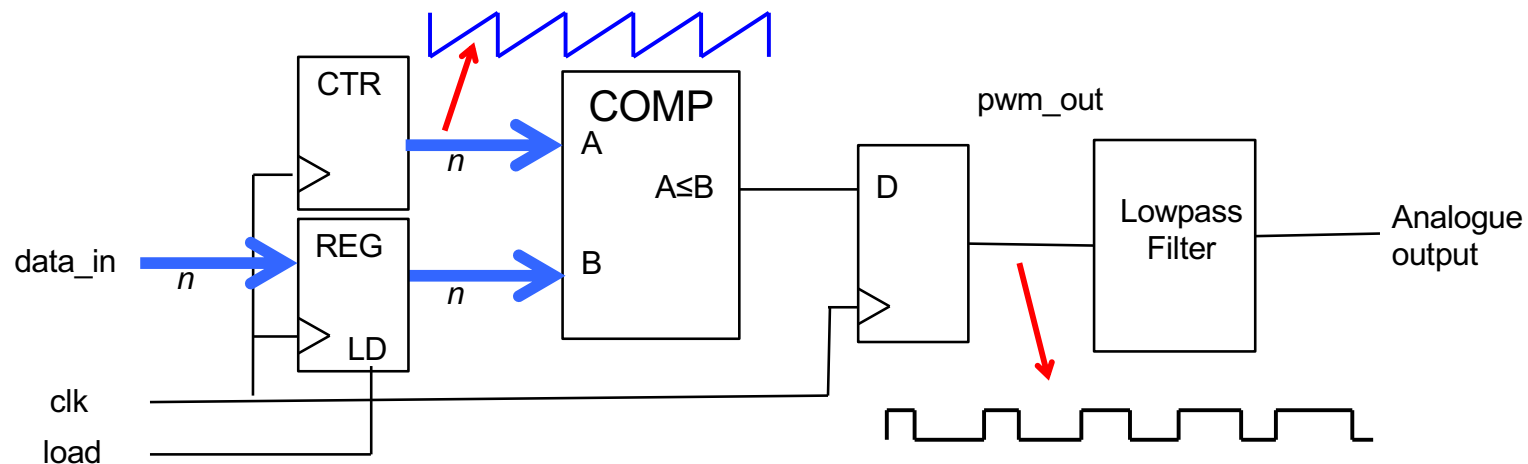 CTR
n
COMP
A
A≤B
B
REG
LD
n
data_in
n
clk
load
D
pwm_out
Lowpass
Filter
Analogue
output